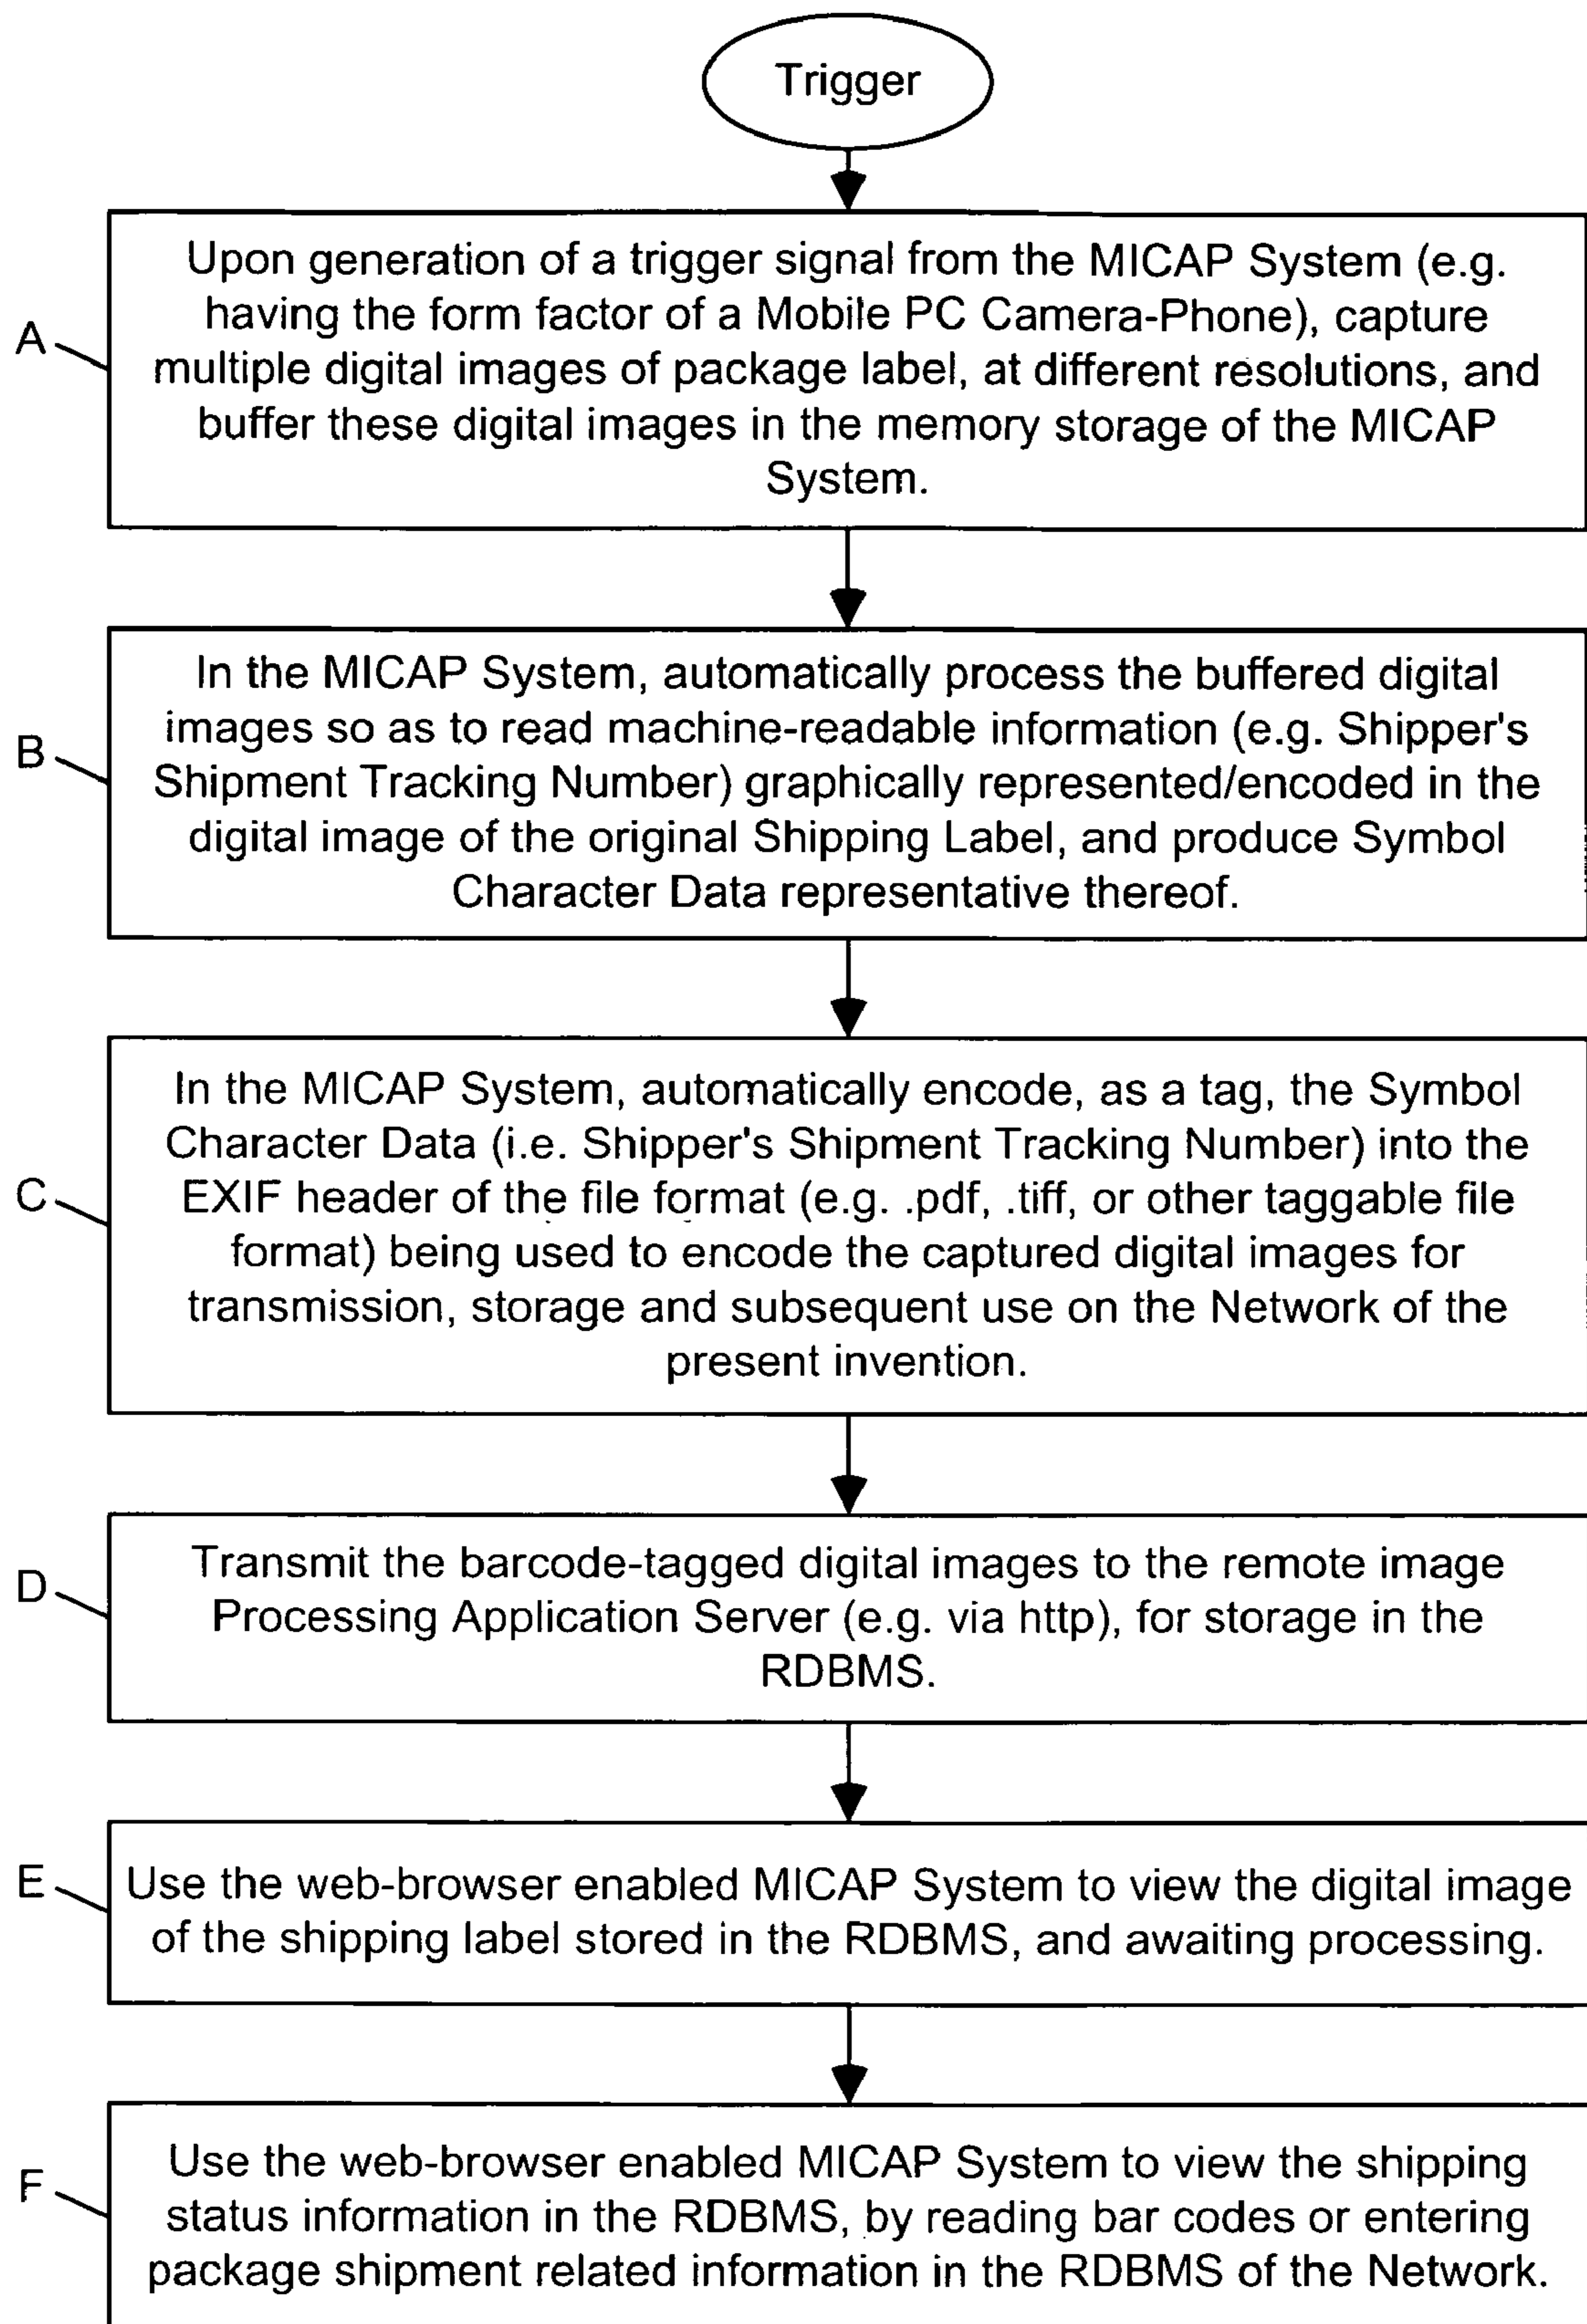 Trigger
A
Upon generation of a trigger signal from the MICAP System (e.g.
having the form factor of a Mobile PC Camera-Phone), capture
multiple digital images of package label, at different resolutions, and
buffer these digital images in the memory storage of the MICAP
System.
B
In the MICAP System, automatically process the buffered digital
images so as to read machine-readable information (e.g. Shipper's
Shipment Tracking Number) graphically represented/encoded in the
digital image of the original Shipping Label, and produce Symbol
Character Data representative thereof.
C
In the MICAP System, automatically encode, as a tag, the Symbol
Character Data (i.e. Shipper's Shipment Tracking Number) into the
EXIF header of the file format (e.g. .pdf, .tiff, or other taggable file
format) being used to encode the captured digital images for
transmission, storage and subsequent use on the Network of the
present invention.
D
Transmit the barcode-tagged digital images to the remote image
Processing Application Server (e.g. via http), for storage in the
RDBMS.
E
Use the web-browser enabled MICAP System to view the digital image
of the shipping label stored in the RDBMS, and awaiting processing.
F
Use the web-browser enabled MICAP System to view the shipping
status information in the RDBMS, by reading bar codes or entering
package shipment related information in the RDBMS of the Network.